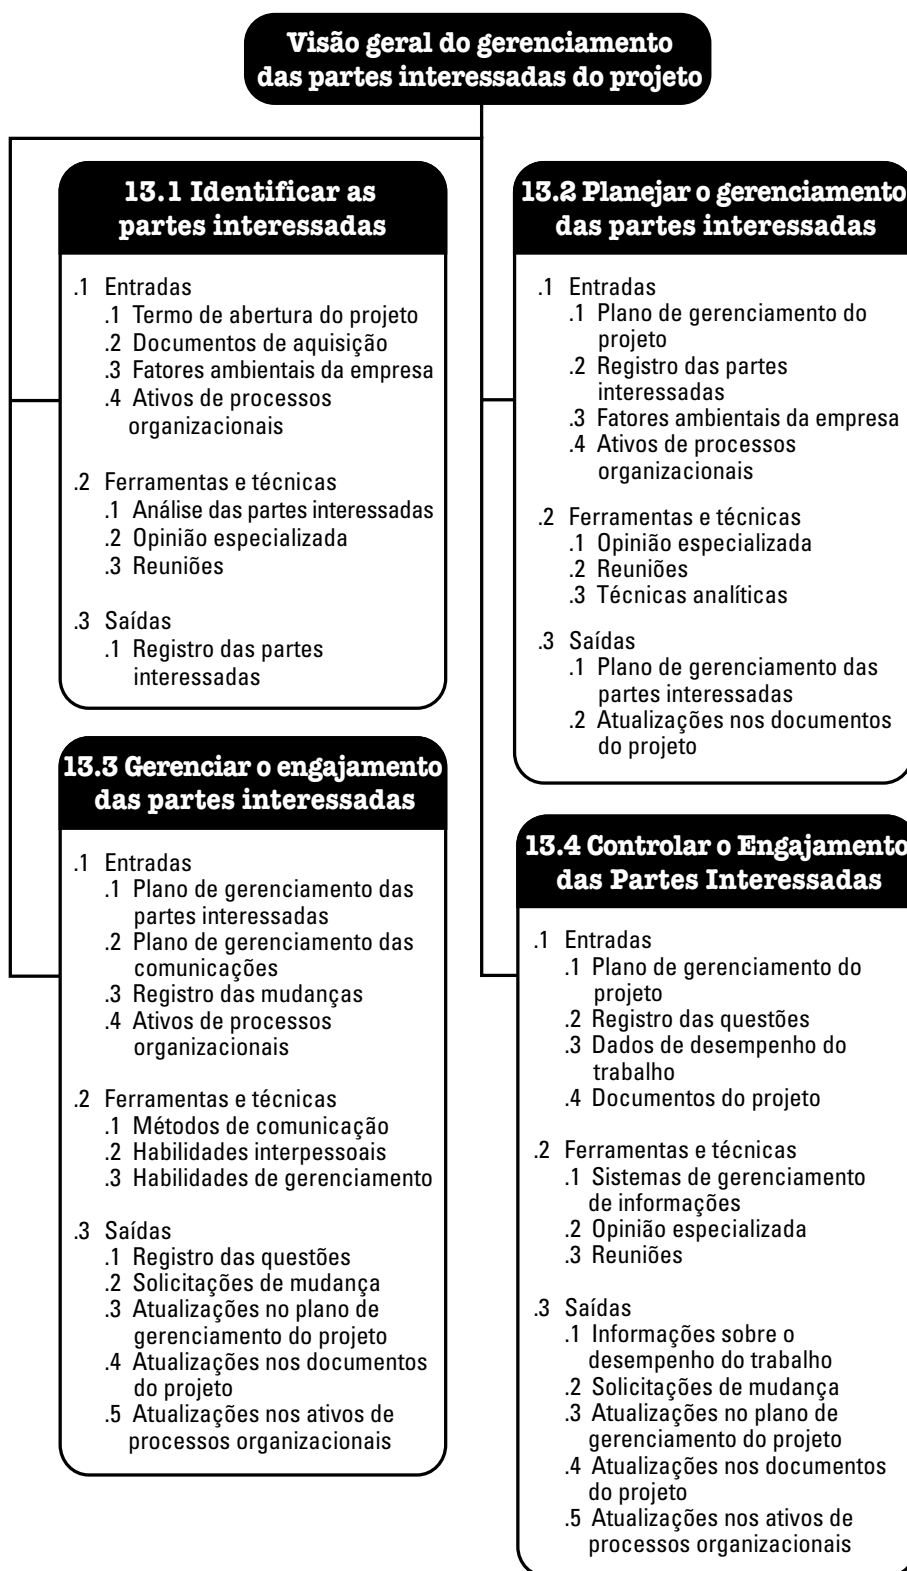 Visão geral do gerenciamento
das partes interessadas do projeto
13.1 Identificar as
partes interessadas
.1 Entradas
.1 Termo de abertura do projeto
.2 Documentos de aquisição
.3 Fatores ambientais da empresa
.4 Ativos de processos
organizacionais
.2 Ferramentas e técnicas
.1 Análise das partes interessadas
.2 Opinião especializada
.3 Reuniões
.3 Saídas
.1 Registro das partes
interessadas
13.2 Planejar o gerenciamento
das partes interessadas
.1 Entradas
.1 Plano de gerenciamento do
projeto
.2 Registro das partes
interessadas
.3 Fatores ambientais da empresa
.4 Ativos de processos
organizacionais
.2 Ferramentas e técnicas
.1 Opinião especializada
.2 Reuniões
.3 Técnicas analíticas
.3 Saídas
.1 Plano de gerenciamento das
partes interessadas
.2 Atualizações nos documentos
do projeto
13.3 Gerenciar o engajamento
das partes interessadas
.1 Entradas
.1 Plano de gerenciamento das
partes interessadas
.2 Plano de gerenciamento das
comunicações
.3 Registro das mudanças
.4 Ativos de processos
organizacionais
.2 Ferramentas e técnicas
.1 Métodos de comunicação
.2 Habilidades interpessoais
.3 Habilidades de gerenciamento
.3 Saídas
.1 Registro das questões
.2 Solicitações de mudança
.3 Atualizações no plano de
gerenciamento do projeto
.4 Atualizações nos documentos
do projeto
.5 Atualizações nos ativos de
processos organizacionais
13.4 Controlar o Engajamento
das Partes Interessadas
.1 Entradas
.1 Plano de gerenciamento do
projeto
.2 Registro das questões
.3 Dados de desempenho do
trabalho
.4 Documentos do projeto
.2 Ferramentas e técnicas
.1 Sistemas de gerenciamento
de informações
.2 Opinião especializada
.3 Reuniões
.3 Saídas
.1 Informações sobre o
desempenho do trabalho
.2 Solicitações de mudança
.3 Atualizações no plano de
gerenciamento do projeto
.4 Atualizações nos documentos
do projeto
.5 Atualizações nos ativos de
processos organizacionais